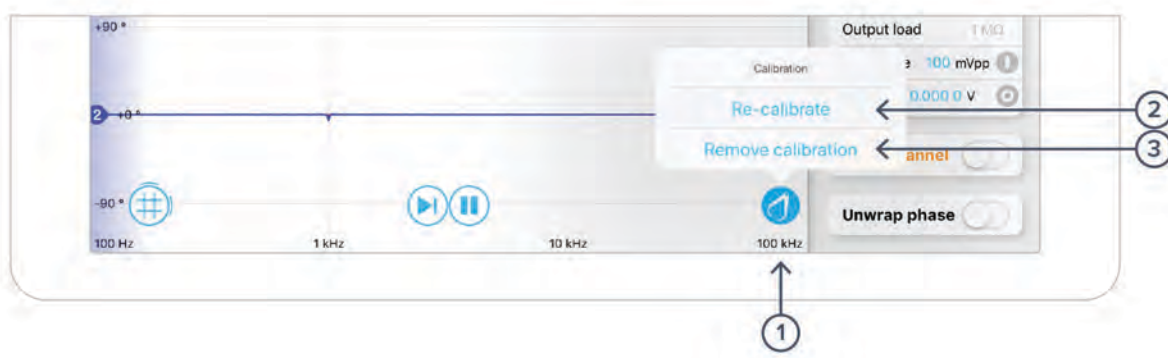 +90 °
Output load 1 MΩ
Calibration
e 100 mVpp
Re-calibrate
0.000 0 V
2
2 +0 °
Remove calibration
annel
3
-90 °
Unwrap phase
100 Hz 1 kHz 10 kHz 100 kHz
1